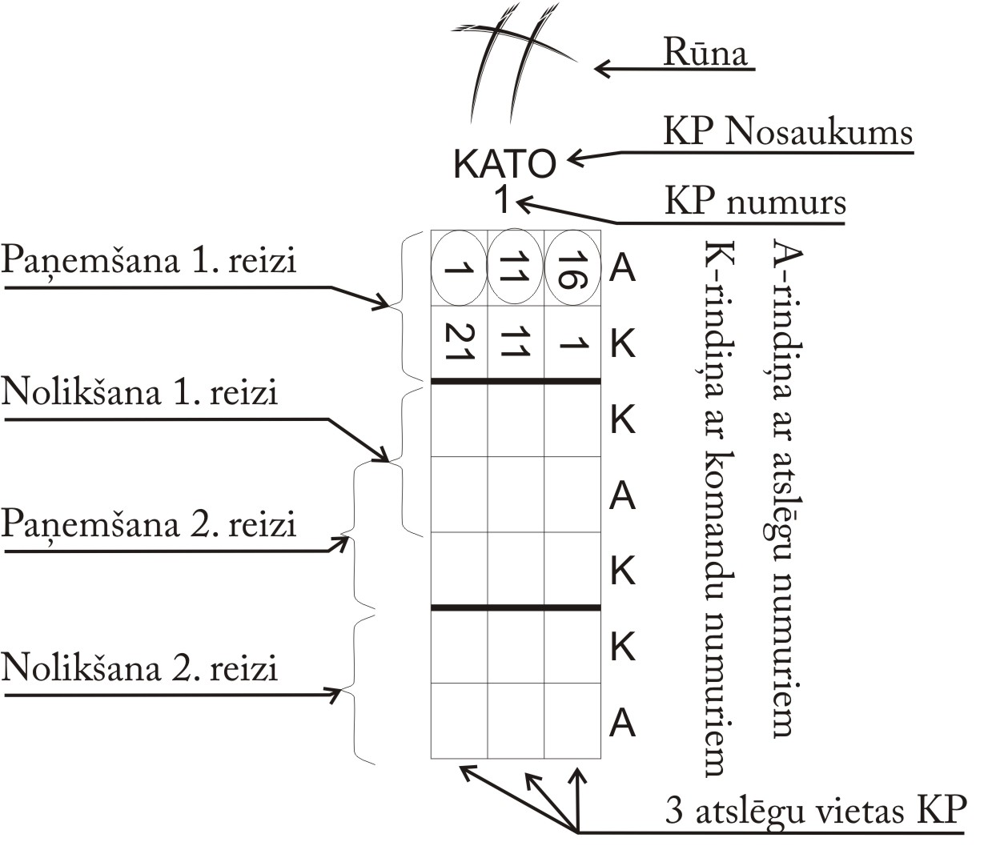 Rūna
KP Nosaukums
KATO
1
KP numurs
Paņemšana 1. reizi
1 11 16 A
21 11 1 K
Nolikšana 1. reizi
K
A
Paņemšana 2. reizi
K
Nolikšana 2. reizi
K
A
A-rindiņa ar atslēgu numuriem
K-rindiņa ar komandu numuriem
3 atslēgu vietas KP